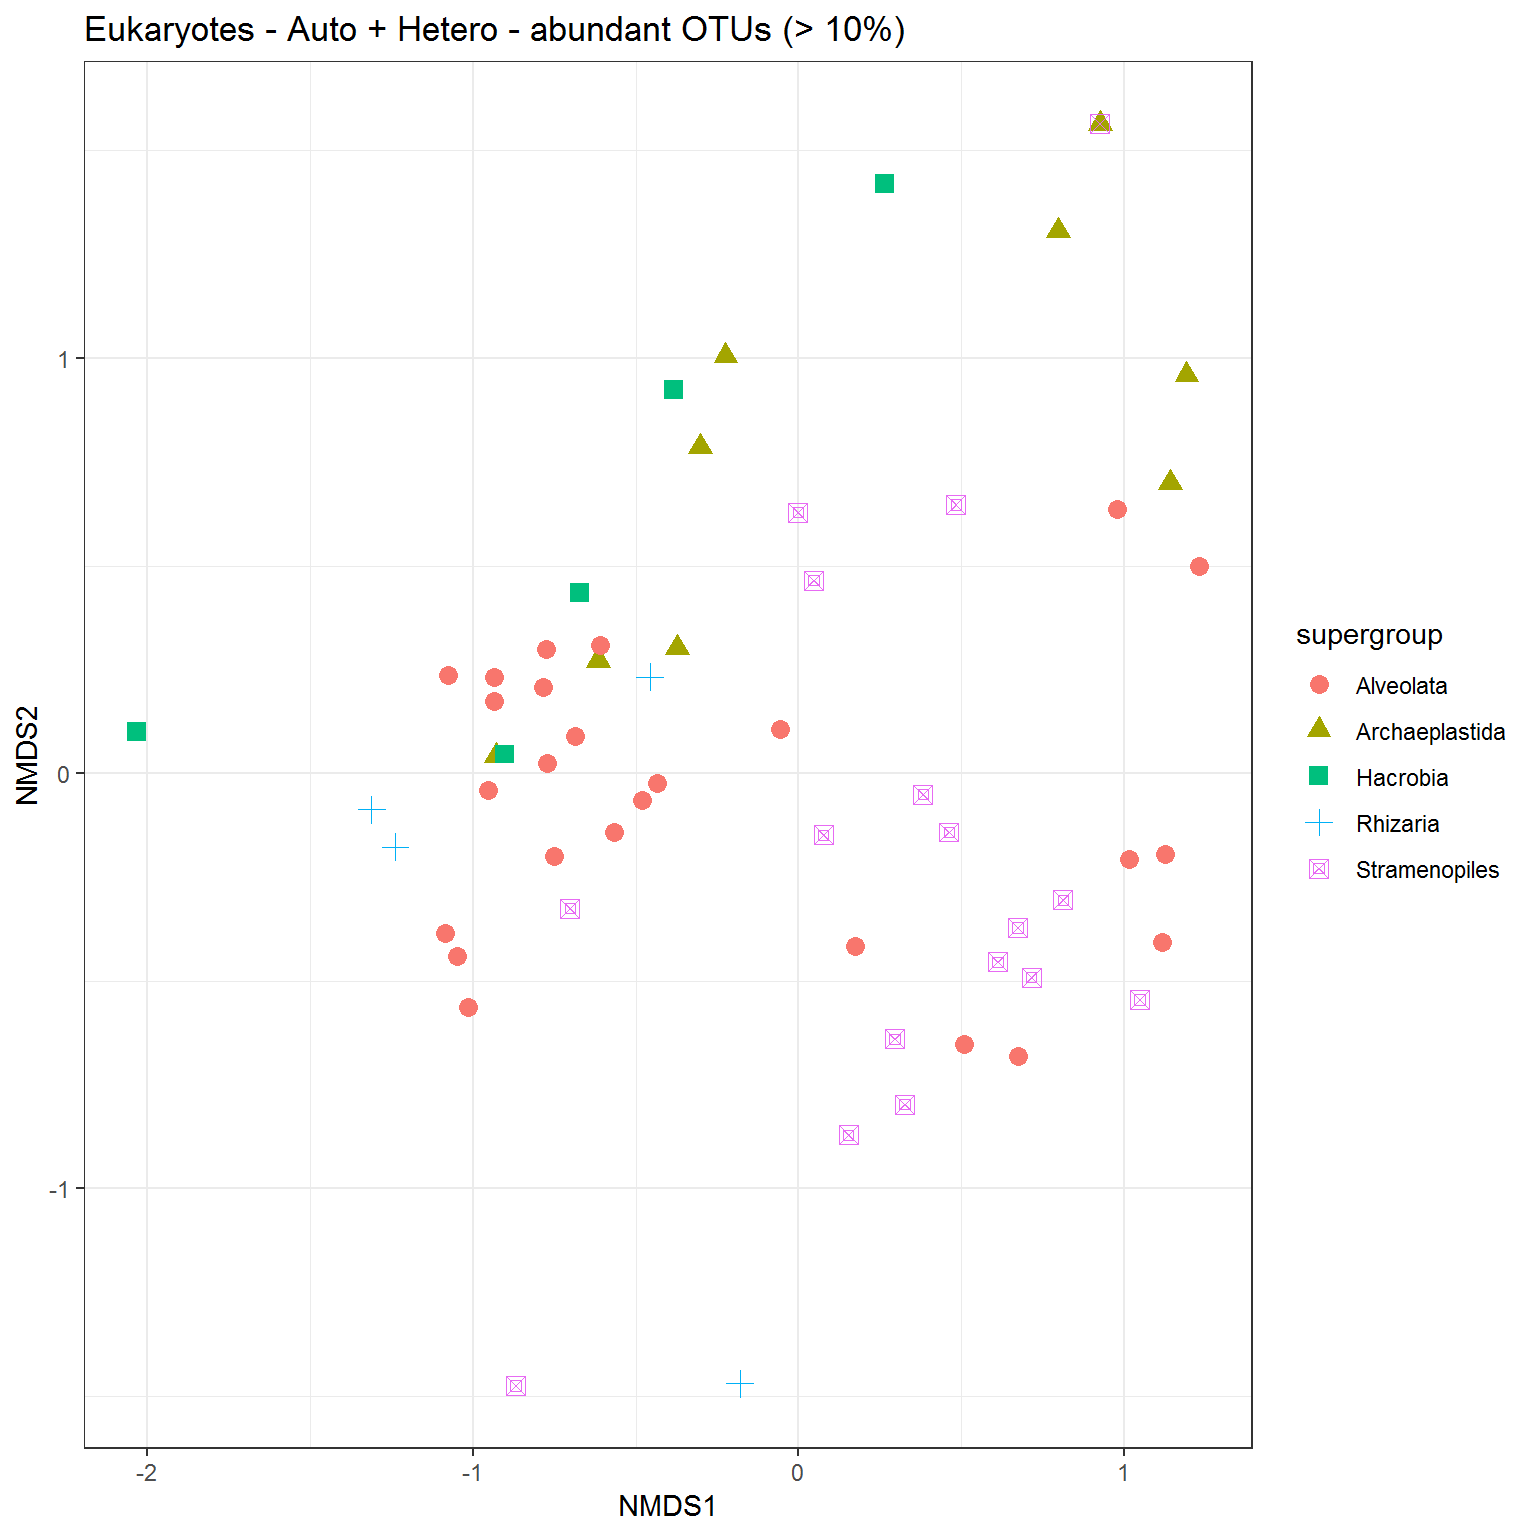 Eukaryotes - Auto + Hetero - abundant OTUs (> 10%)
1
0
-1
NMDS2
-2
-1
0
1
NMDS1
supergroup
Alveolata
Archaeplastida
Hacrobia
Rhizaria
Stramenopiles